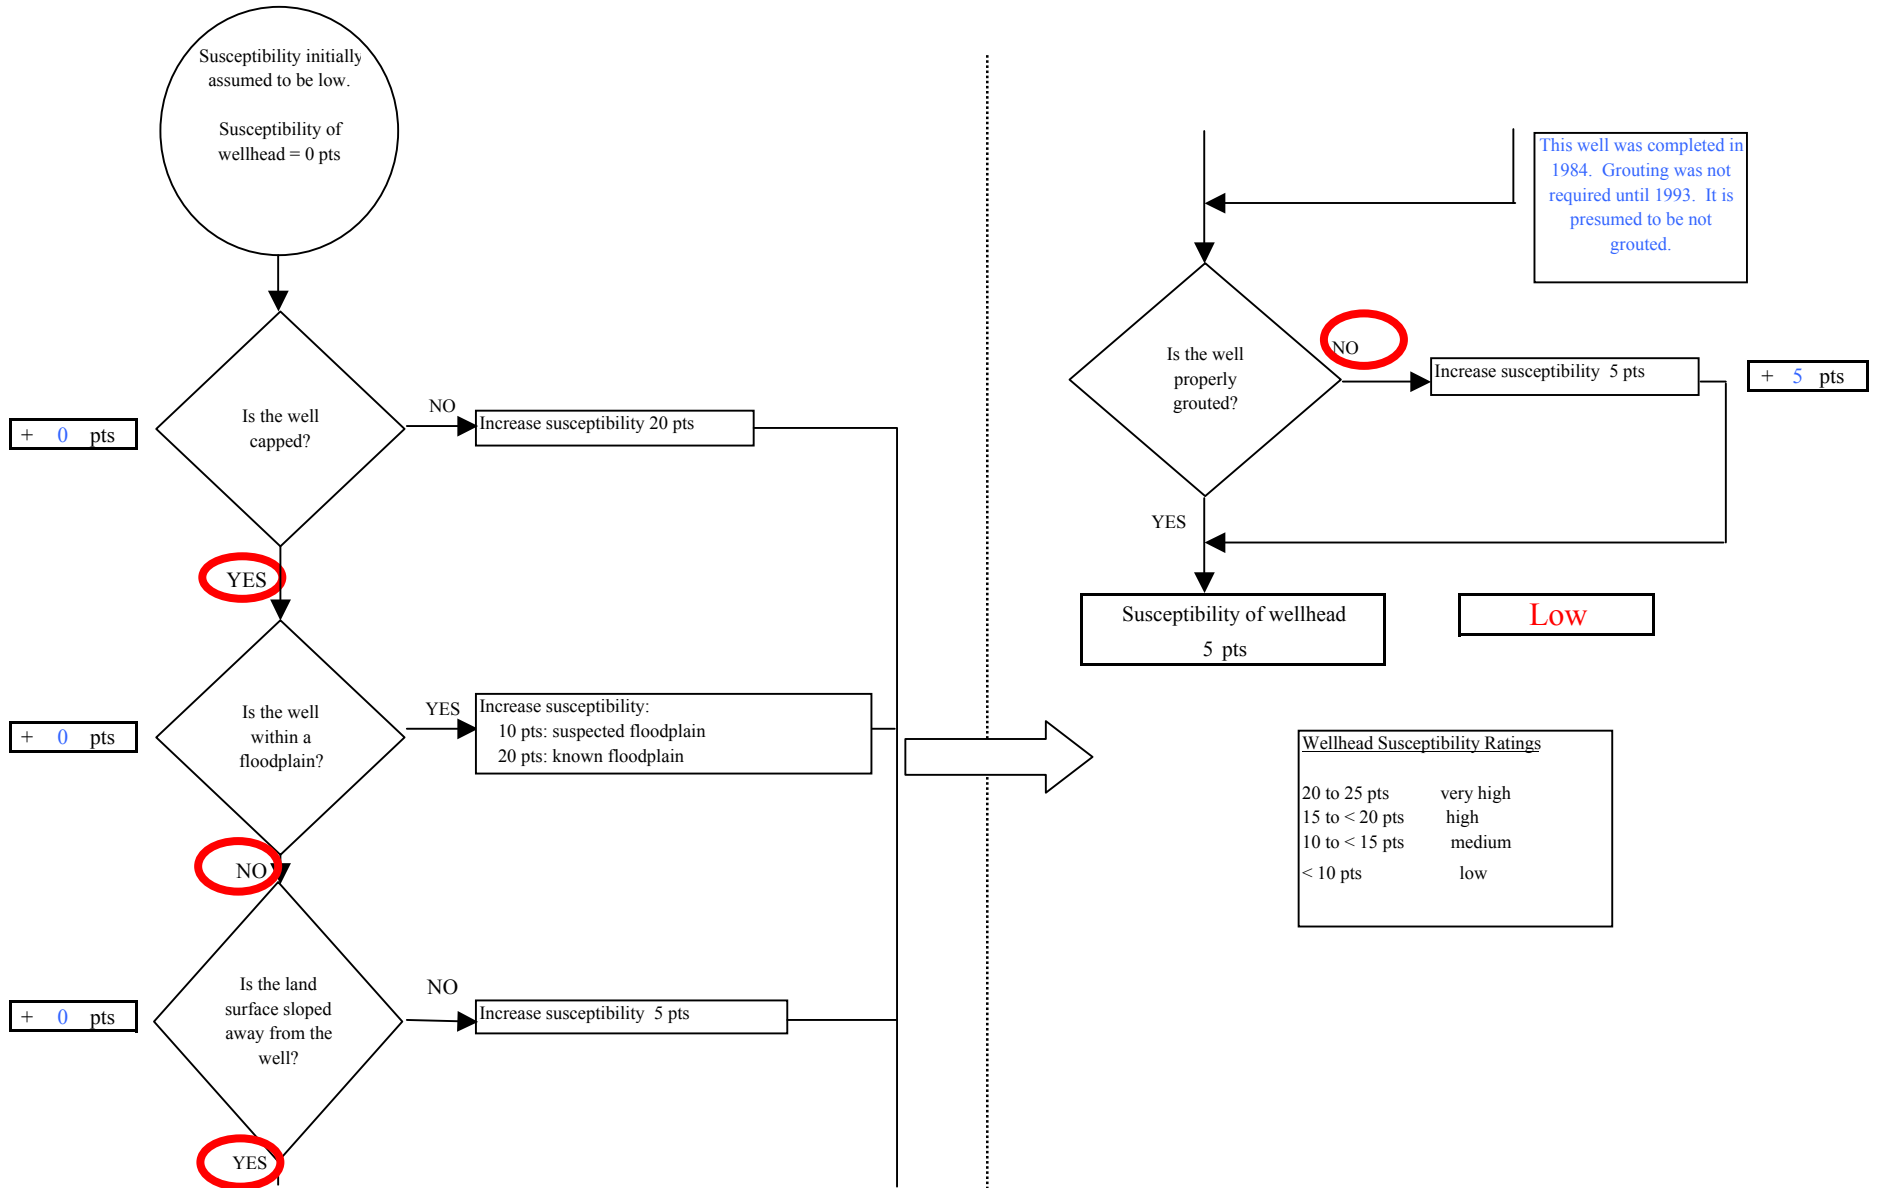 Susceptibility initially
assumed to be low.
Susceptibility of
wellhead = 0 pts
Is the well
capped?
NO
Increase susceptibility 20 pts
+ 0 pts
YES
Is the well
within a
floodplain?
YES
Increase susceptibility:
10 pts: suspected floodplain
20 pts: known floodplain
+ 0 pts
NO
Is the land
surface sloped
away from the
well?
NO
Increase susceptibility 5 pts
+ 0 pts
YES
This well was completed in
1984. Grouting was not
required until 1993. It is
presumed to be not
grouted.
Is the well
properly
grouted?
NO
Increase susceptibility 5 pts
+ 5 pts
YES
Susceptibility of wellhead
5 pts
Low
Wellhead Susceptibility Ratings
20 to 25 pts very high
15 to < 20 pts high
10 to < 15 pts medium
< 10 pts low